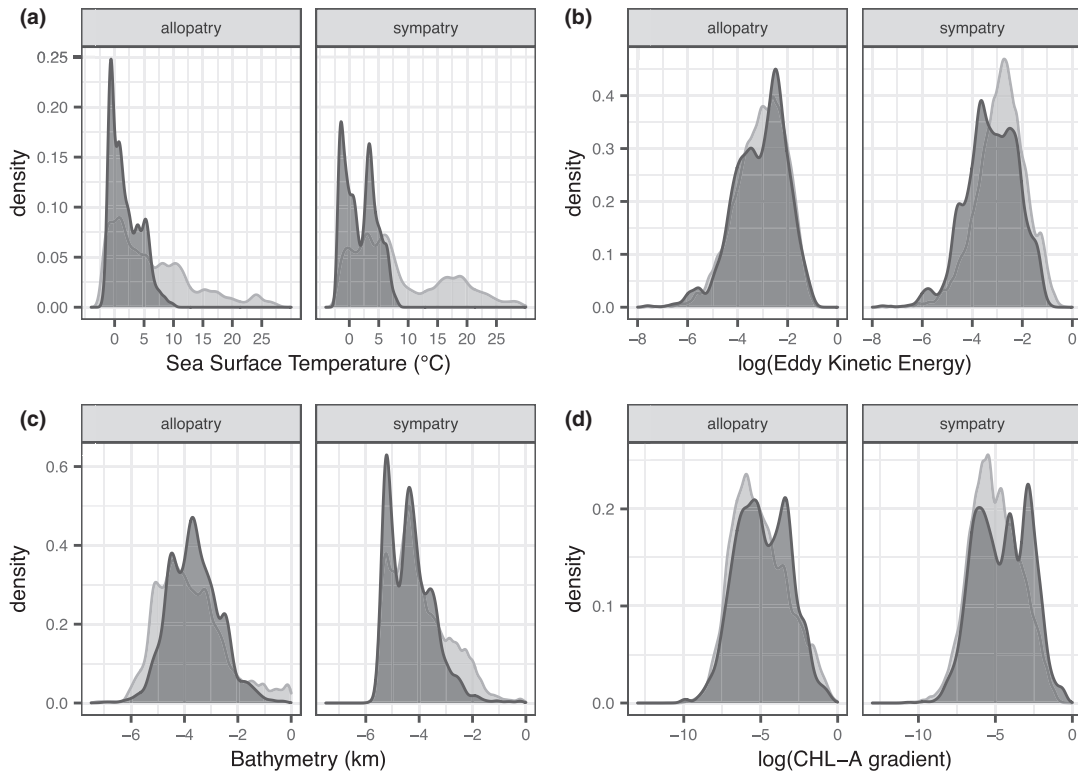 (a)
allopatry
sympatry
0.25
0.20
0.15
0.10
0.05
0.00
density
0 5 10 15 20 25
0 5 10 15 20 25
Sea Surface Temperature (°C)
(b)
allopatry
sympatry
0.4
0.3
0.2
0.1
0.0
density
−8 −6 −4 −2 0
−8 −6 −4 −2 0
log(Eddy Kinetic Energy)
(c)
allopatry
sympatry
0.6
0.4
0.2
0.0
density
−6 −4 −2 0
−6 −4 −2 0
Bathymetry (km)
(d)
allopatry
sympatry
0.2
0.1
0.0
density
−10 −5 0
−10 −5 0
log(CHL−A gradient)